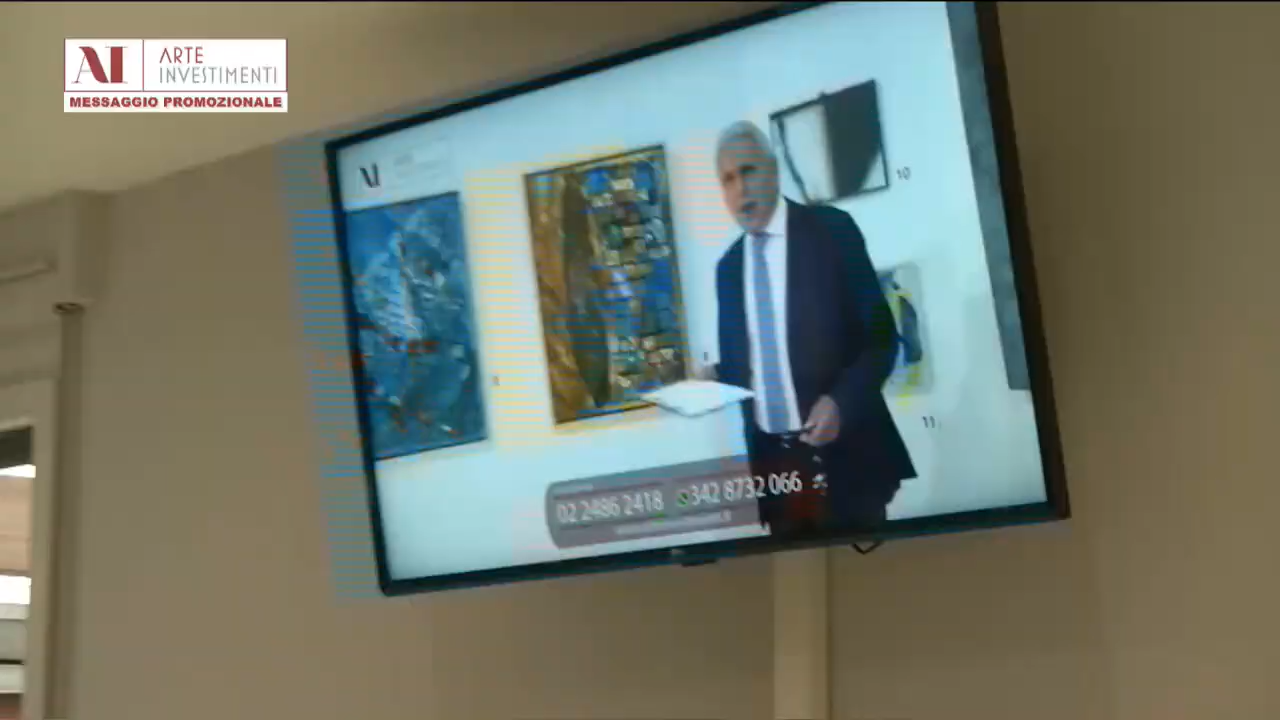 AI
ARTE
INVESTIMENTI
MESSAGGIO PROMOZIONALE
AI
10
11
02 2486 2418 342 8732 066